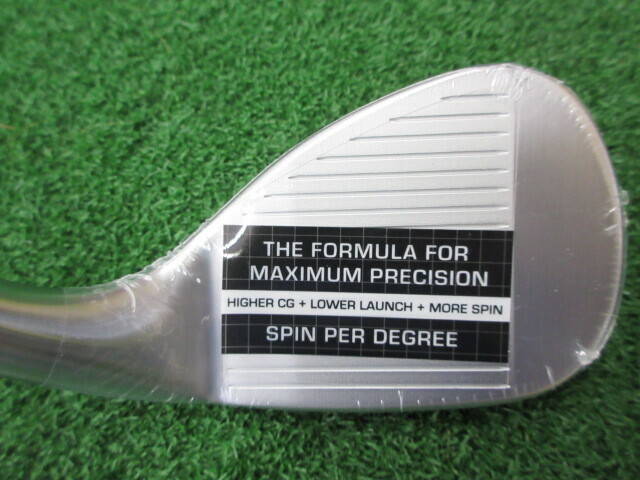 THE FORMULA FOR
MAXIMUM PRECISION
HIGHER CG + LOWER LAUNCH + MORE SPIN
SPIN PER DEGREE